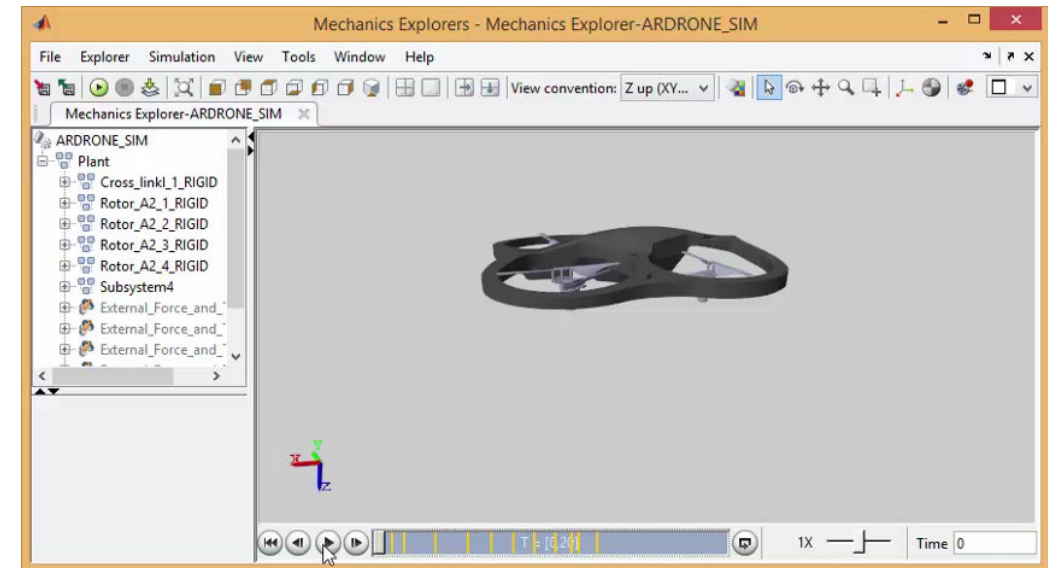 Mechanics Explorers - Mechanics Explorer-ARDRONE_SIM
File Explorer Simulation View Tools Window Help
View convention: Z up (XY...
Mechanics Explorer-ARDRONE_SIM
ARDRONE_SIM
Plant
Cross_linkl_1_RIGID
Rotor_A2_1_RIGID
Rotor_A2_2_RIGID
Rotor_A2_3_RIGID
Rotor_A2_4_RIGID
Subsystem4
External_Force_and_
External_Force_and_
External_Force_and_
Y
X
Z
T = [0,20]
1X
Time 0